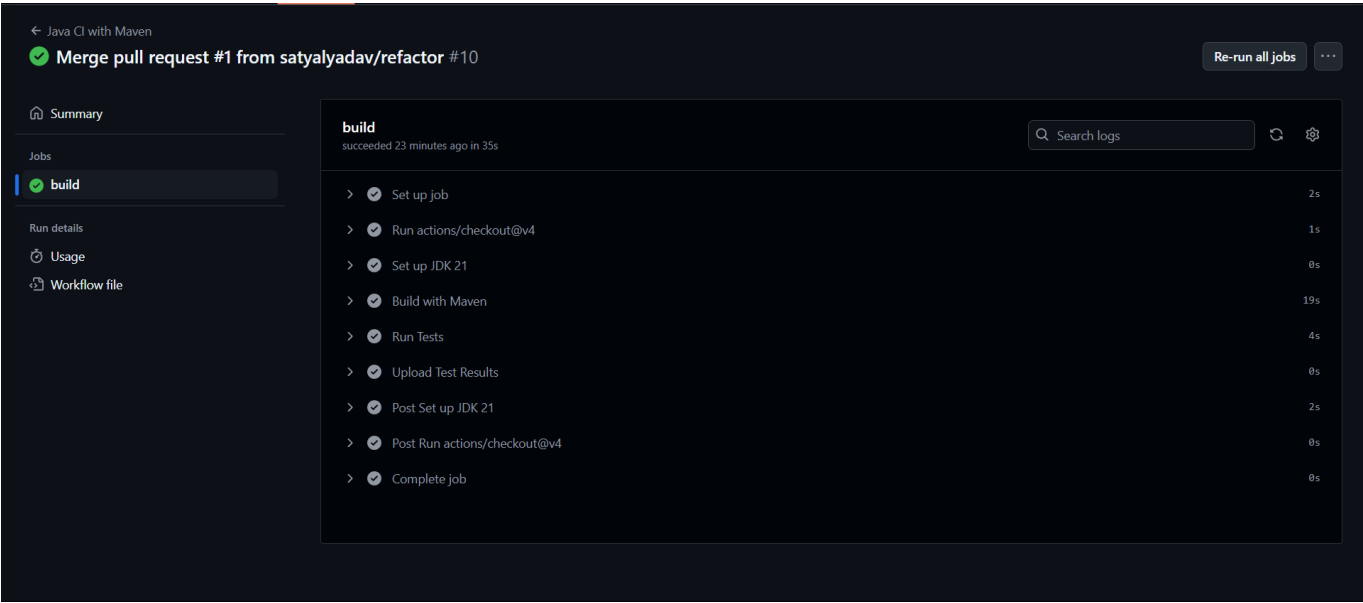 Java CI with Maven
Merge pull request #1 from satyalyadav/refactor #10
Re-run all jobs
Summary
Jobs
build
Run details
Usage
Workflow file
build
succeeded 23 minutes ago in 35s
Search logs
Set up job 2s
Run actions/checkout@v4 1s
Set up JDK 21 0s
Build with Maven 19s
Run Tests 4s
Upload Test Results 0s
Post Set up JDK 21 2s
Post Run actions/checkout@v4 0s
Complete job 0s